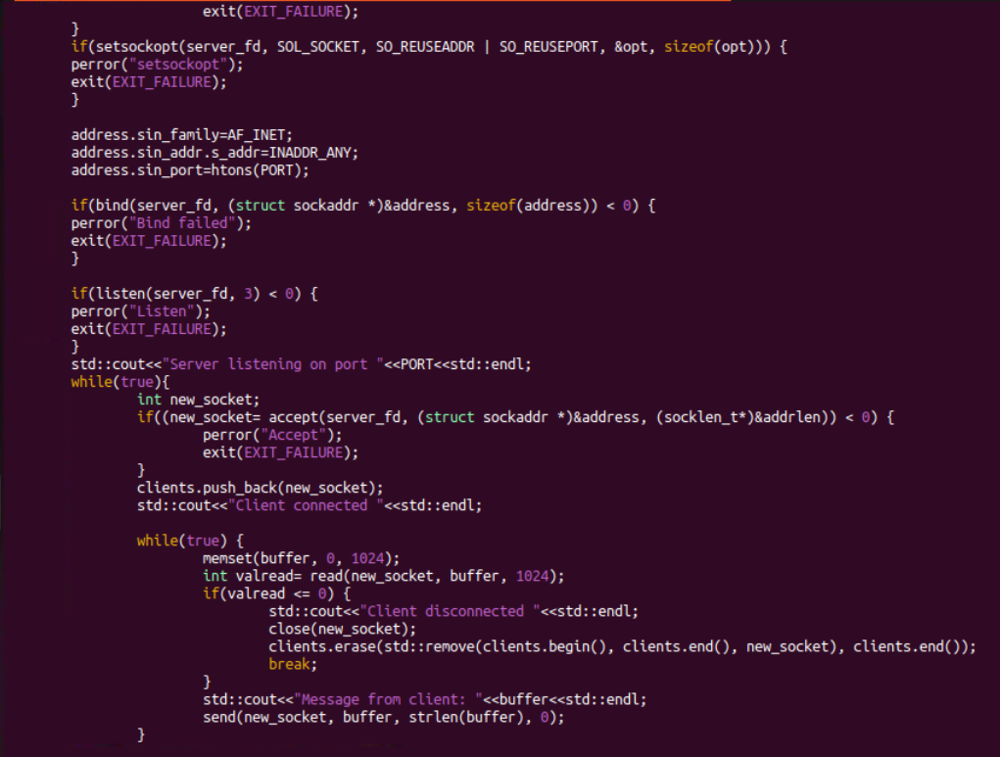 exit(EXIT_FAILURE);
}
if(setsockopt(server_fd, SOL_SOCKET, SO_REUSEADDR | SO_REUSEPORT, &opt, sizeof(opt))) {
perror("setsockopt");
exit(EXIT_FAILURE);
}
address.sin_family=AF_INET;
address.sin_addr.s_addr=INADDR_ANY;
address.sin_port=htons(PORT);
if(bind(server_fd, (struct sockaddr *)&address, sizeof(address)) < 0) {
perror("Bind failed");
exit(EXIT_FAILURE);
}
if(listen(server_fd, 3) < 0) {
perror("Listen");
exit(EXIT_FAILURE);
}
std::cout<<"Server listening on port "<<PORT<<std::endl;
while(true){
int new_socket;
if((new_socket= accept(server_fd, (struct sockaddr *)&address, (socklen_t*)&addrlen)) < 0) {
perror("Accept");
exit(EXIT_FAILURE);
}
clients.push_back(new_socket);
std::cout<<"Client connected "<<std::endl;
while(true) {
memset(buffer, 0, 1024);
int valread= read(new_socket, buffer, 1024);
if(valread <= 0) {
std::cout<<"Client disconnected "<<std::endl;
close(new_socket);
clients.erase(std::remove(clients.begin(), clients.end(), new_socket), clients.end());
break;
}
std::cout<<"Message from client: "<<buffer<<std::endl;
send(new_socket, buffer, strlen(buffer), 0);
}